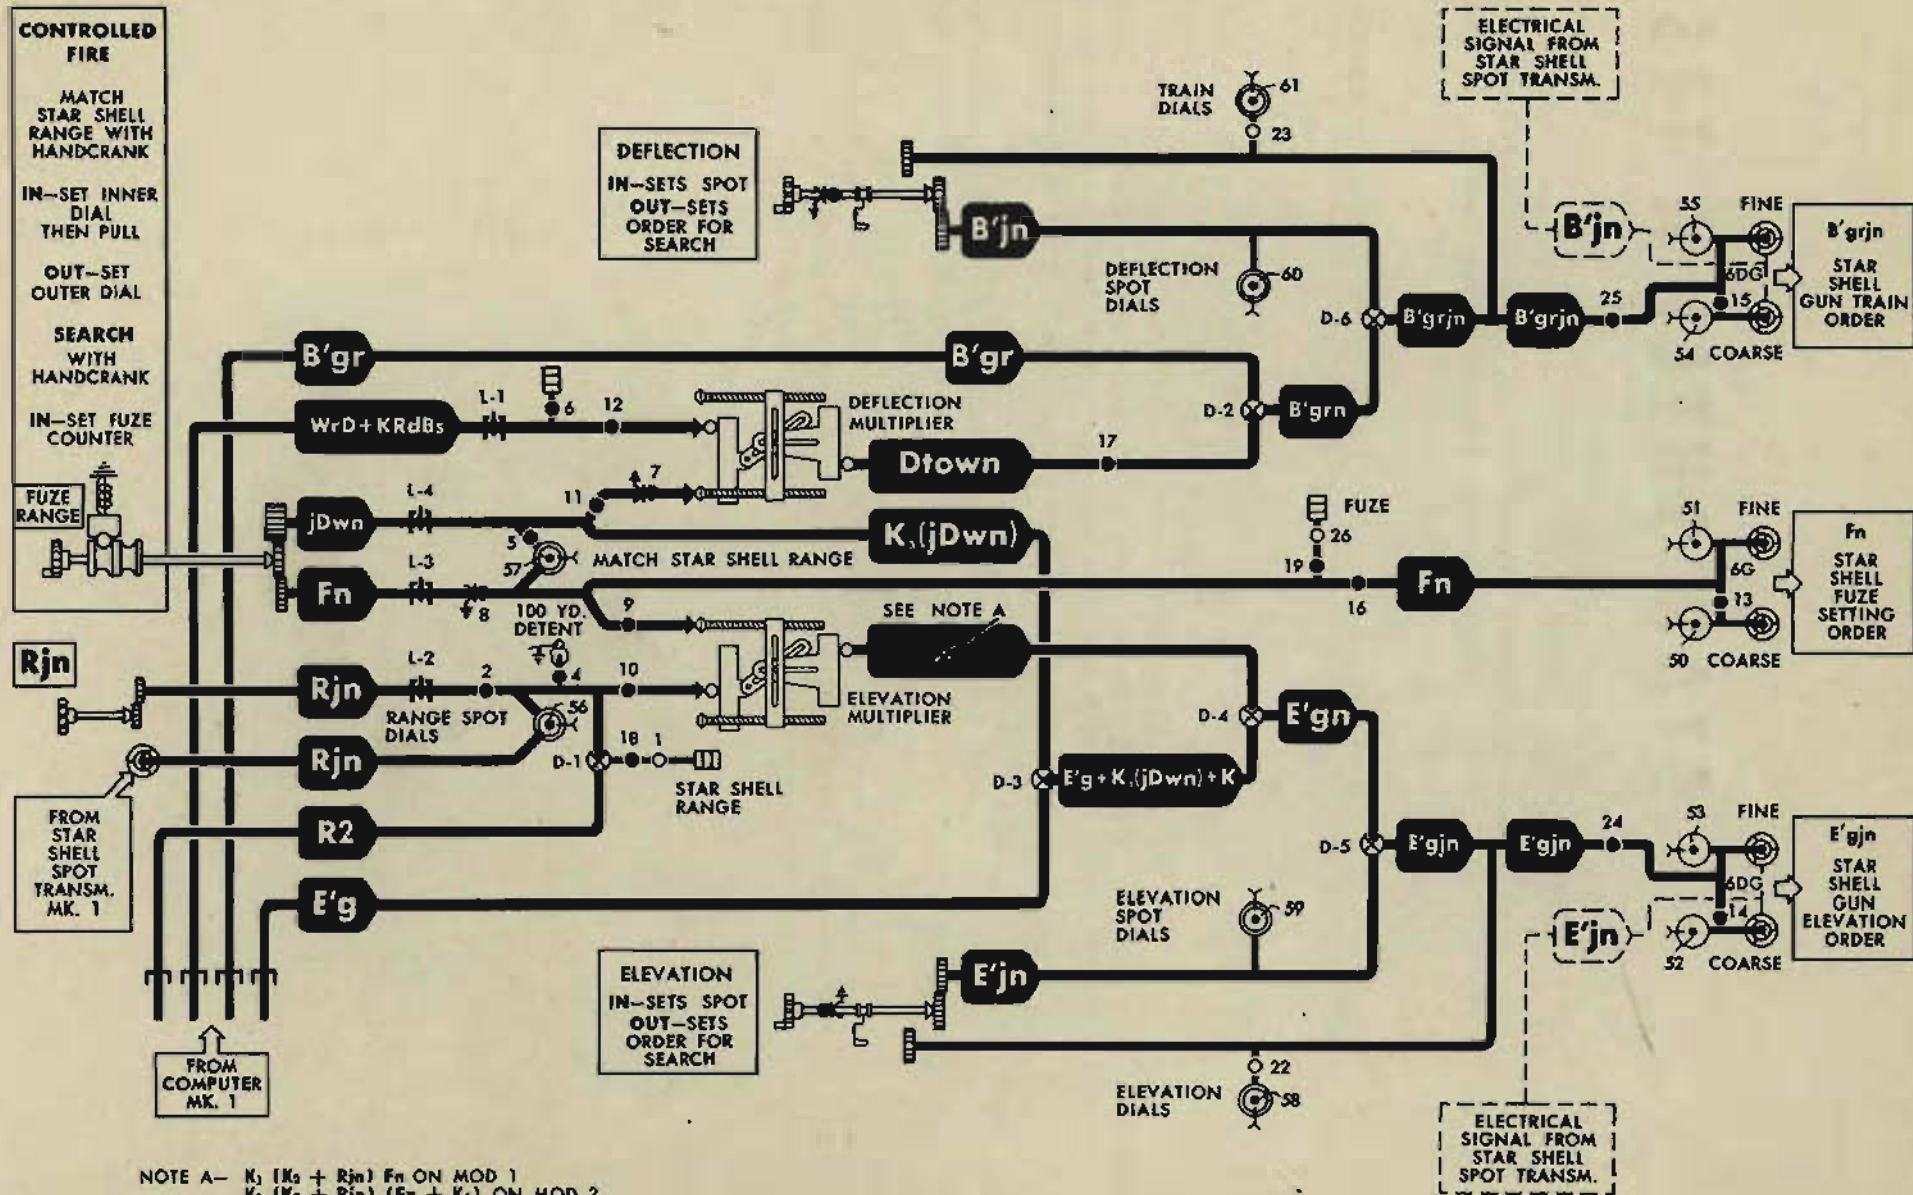 CONTROLLED
FIRE
MATCH
STAR SHELL
RANGE WITH
HANDCRANK
IN—SET INNER
DIAL
THEN PULL
OUT—SET
OUTER DIAL
SEARCH
WITH
HANDCRANK
IN—SET FUZE
COUNTER
FUZE
RANGE
Rjn
FROM
STAR
SHELL
SPOT
TRANSM.
MK. 1
FROM
COMPUTER
MK. 1
B'gr
WrD+KRdBs
L-1
6
12
jDwn
L-4
5
11
7
57
MATCH STAR SHELL RANGE
Fn
L-3
8
100 YD.
DETENT
9
Rjn
L-2
2
4
10
RANGE SPOT
DIALS
56
Rjn
D-1
18
1
STAR SHELL
RANGE
R2
E'g
DEFLECTION
IN—SETS SPOT
OUT—SETS
ORDER FOR
SEARCH
B'jn
TRAIN
DIALS
61
23
DEFLECTION
SPOT
DIALS
60
B'gr
DEFLECTION
MULTIPLIER
Dtown
17
D-2
B'grn
D-6
B'grjn
B'grjn
25
K₃(jDwn)
SEE NOTE A
ELEVATION
MULTIPLIER
FUZE
26
19
16
Fn
D-4
E'gn
D-3
E'g+K₃(jDwn)+K
D-5
E'gjn
E'gjn
24
ELEVATION
SPOT
DIALS
59
E'jn
ELEVATION
IN—SETS SPOT
OUT—SETS
ORDER FOR
SEARCH
22
ELEVATION
DIALS
58
ELECTRICAL
SIGNAL FROM
STAR SHELL
SPOT TRANSM.
B'jn
55
FINE
6DG
15
54
COARSE
B'grjn
STAR
SHELL
GUN TRAIN
ORDER
51
FINE
6G
13
50
COARSE
Fn
STAR
SHELL
FUZE
SETTING
ORDER
53
FINE
6DG
14
E'jn
52
COARSE
E'gjn
STAR
SHELL
GUN
ELEVATION
ORDER
ELECTRICAL
SIGNAL FROM
STAR SHELL
SPOT TRANSM.
NOTE A— K₁ (K₂ + Rjn) Fn ON MOD 1
(Fn + ON MOD 2